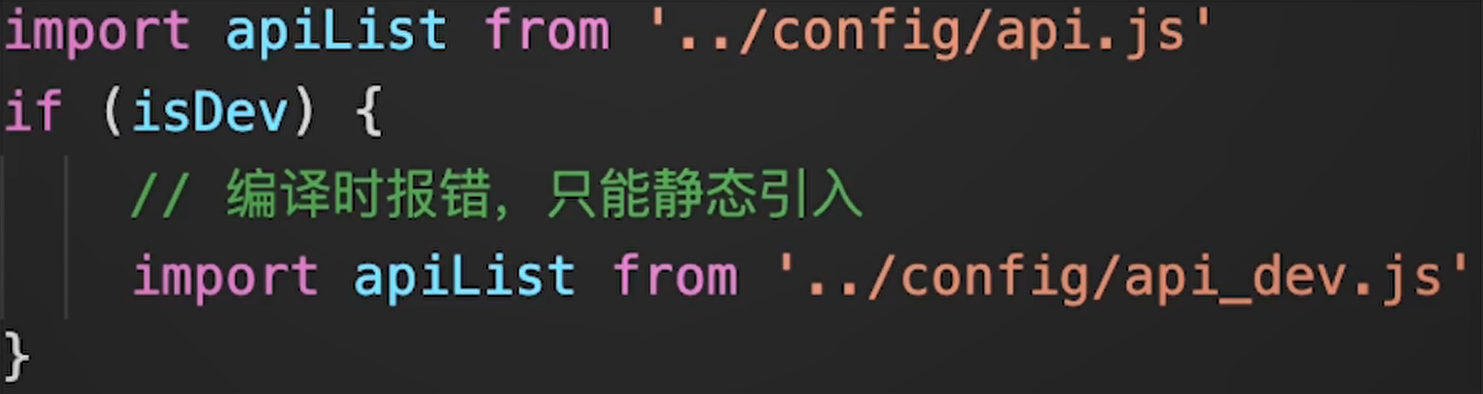 import apiList from '../config/api.js'
if (isDev) {
    // 编译时报错，只能静态引入
    import apiList from '../config/api_dev.js'
}